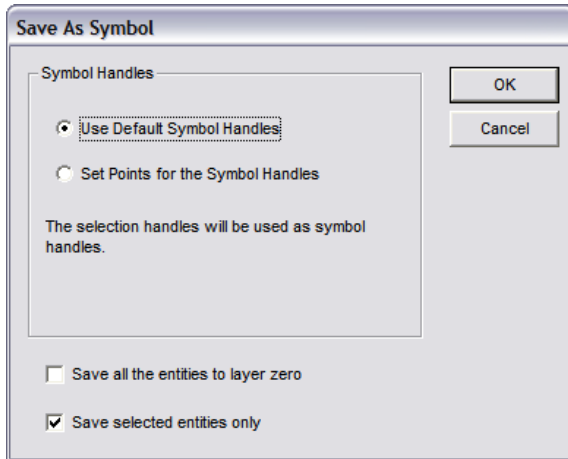 Save As Symbol
Symbol Handles
OK
Use Default Symbol Handles
Cancel
Set Points for the Symbol Handles
The selection handles will be used as symbol
handles.
Save all the entities to layer zero
Save selected entities only